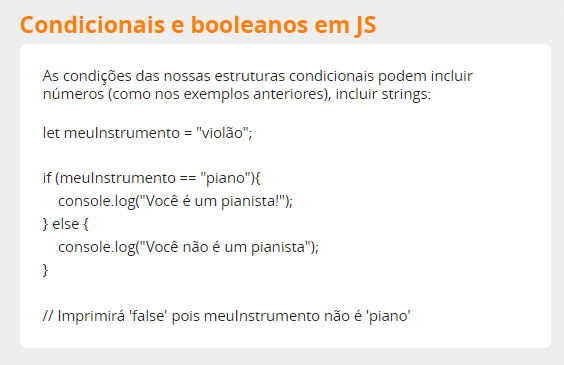 Condicionais e booleanos em JS
As condições das nossas estruturas condicionais podem incluir
números (como nos exemplos anteriores), incluir strings:
let meuInstrumento = "violão";
if (meuInstrumento == "piano"){
console.log("Você é um pianista!");
} else {
console.log("Você não é um pianista");
}
// Imprimirá 'false' pois meuInstrumento não é 'piano'